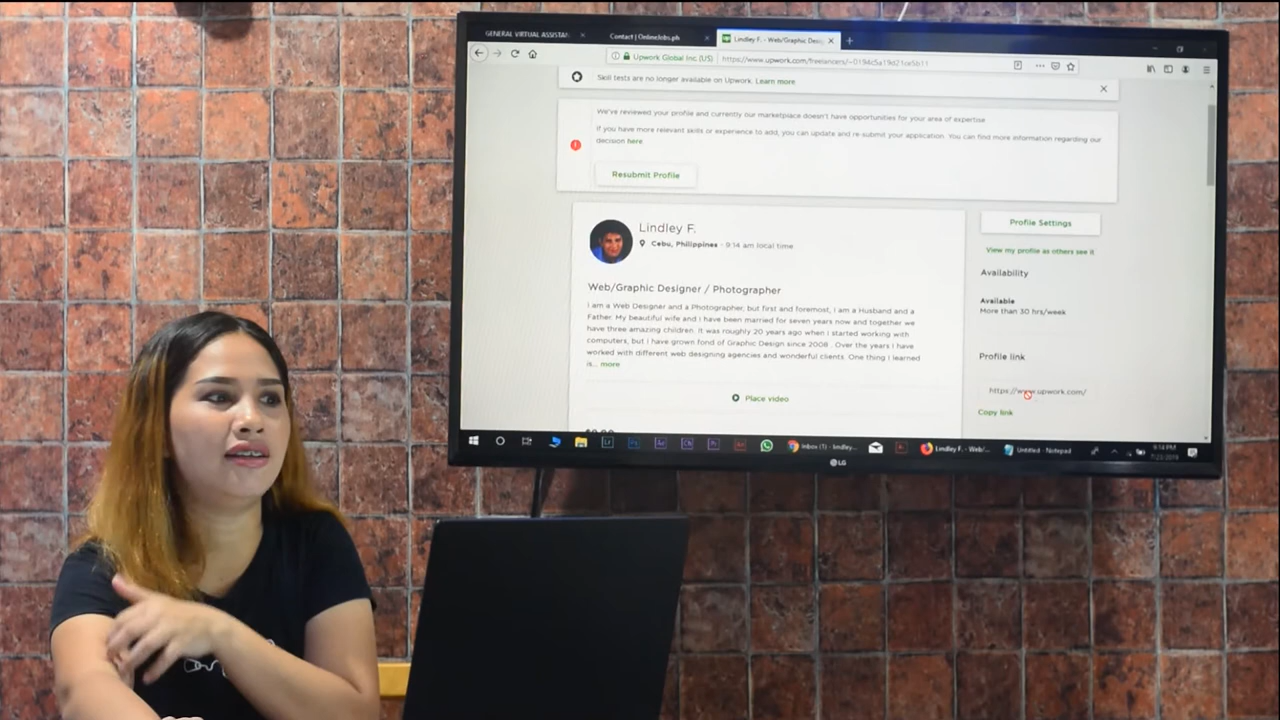 GENERAL VIRTUAL ASSISTAN
Contact | OnlineJobs.ph
Lindley F. - Web/Graphic Desig
Upwork Global Inc. (US)
Skill tests are no longer available on Upwork. Learn more
We've reviewed your profile and currently our marketplace doesn't have opportunities for your area of expertise
If you have more relevant skills or experience to add, you can update and re-submit your application. You can find more information regarding our
decision here
Resubmit Profile
Lindley F.
Cebu, Philippines - 9:14 am local time
Web/Graphic Designer / Photographer
I am a Web Designer and a Photographer, but first and foremost, I am a Husband and a
Father. My beautiful wife and I have been married for seven years now and together we
have three amazing children. It was roughly 20 years ago when I started working with
computers, but I have grown fond of Graphic Design since 2008 . Over the years I have
worked with different web designing agencies and wonderful clients. One thing I learned
is... more
Place video
Profile Settings
View my profile as others see it
Availability
Available
More than 30 hrs/week
Profile link
https://www.upwork.com/
Copy link
Inbox (1) - lindley...
Lindley F. - Web/...
Untitled - Notepad
9:14 PM
LG